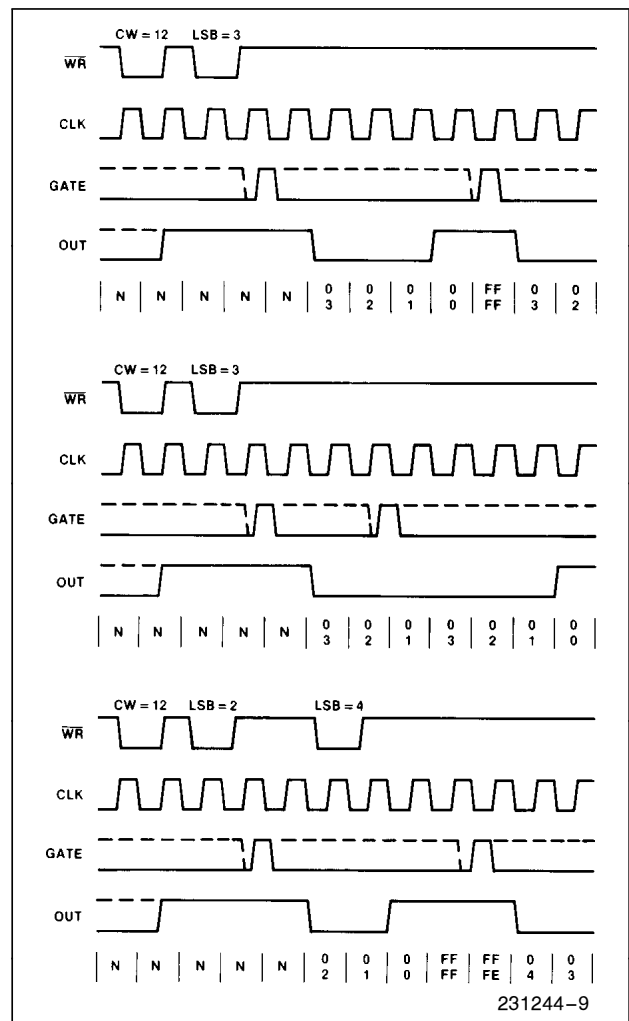 CW = 12 LSB = 3
WR
CLK
GATE
OUT
N N N N N 0 0 0 0 FF 0 0
3 2 1 0 FF 3 2
CW = 12 LSB = 3
WR
CLK
GATE
OUT
N N N N N 0 0 0 0 0 0 0
3 2 1 3 2 1 0
CW = 12 LSB = 2 LSB = 4
WR
CLK
GATE
OUT
N N N N N 0 0 0 FF FF 0 0
2 1 0 FF FE 4 3
231244–9